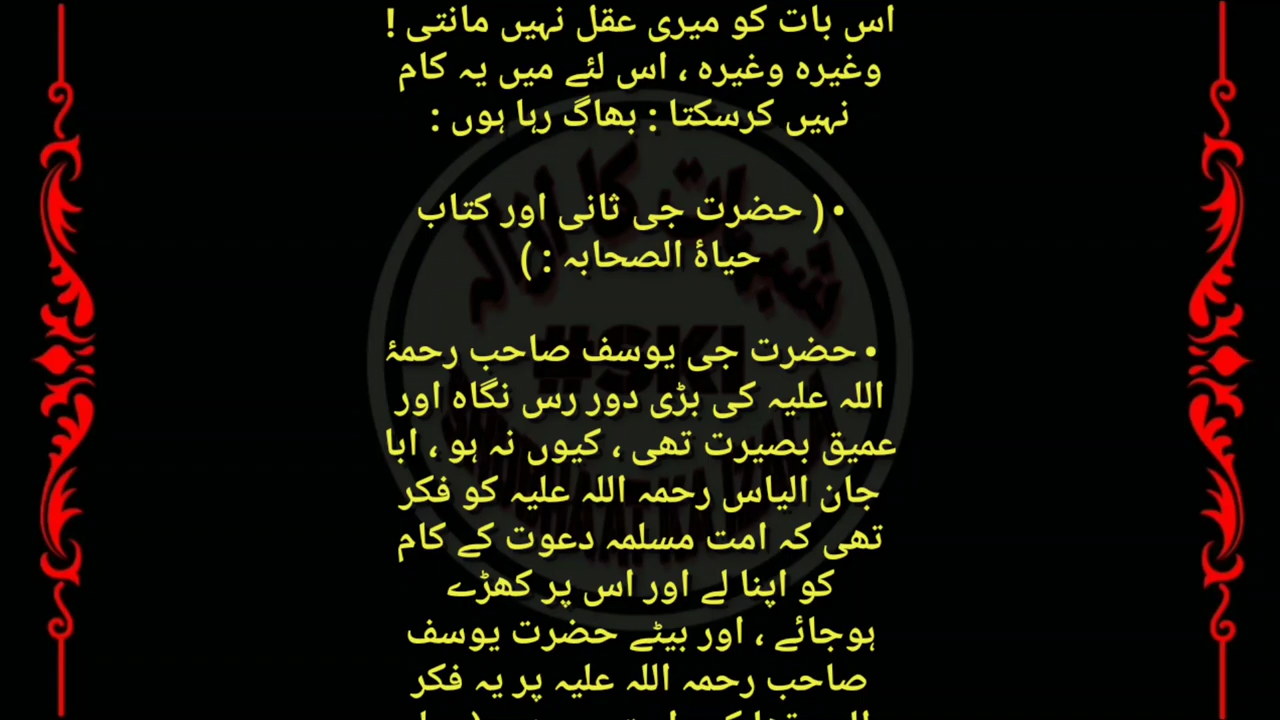 اس بات کو میری عقل نہیں مانتی !
وغیرہ وغیرہ ، اس لئے میں یہ کام
نہیں کرسکتا : بھاگ رہا ہوں :
• ( حضرت جی ثانی اور کتاب
حیاۃ الصحابہ : )
• حضرت جی یوسف صاحب رحمۃ
اللہ علیہ کی بڑی دور رس نگاہ اور
عمیق بصیرت تھی ، کیوں نہ ہو ، ابا
جان الیاس رحمہ اللہ علیہ کو فکر
تھی کہ امت مسلمہ دعوت کے کام
کو اپنا لے اور اس پر کھڑے
ہوجائے ، اور بیٹے حضرت یوسف
صاحب رحمہ اللہ علیہ پر یہ فکر
شبہات کا ازالہ
#SKI